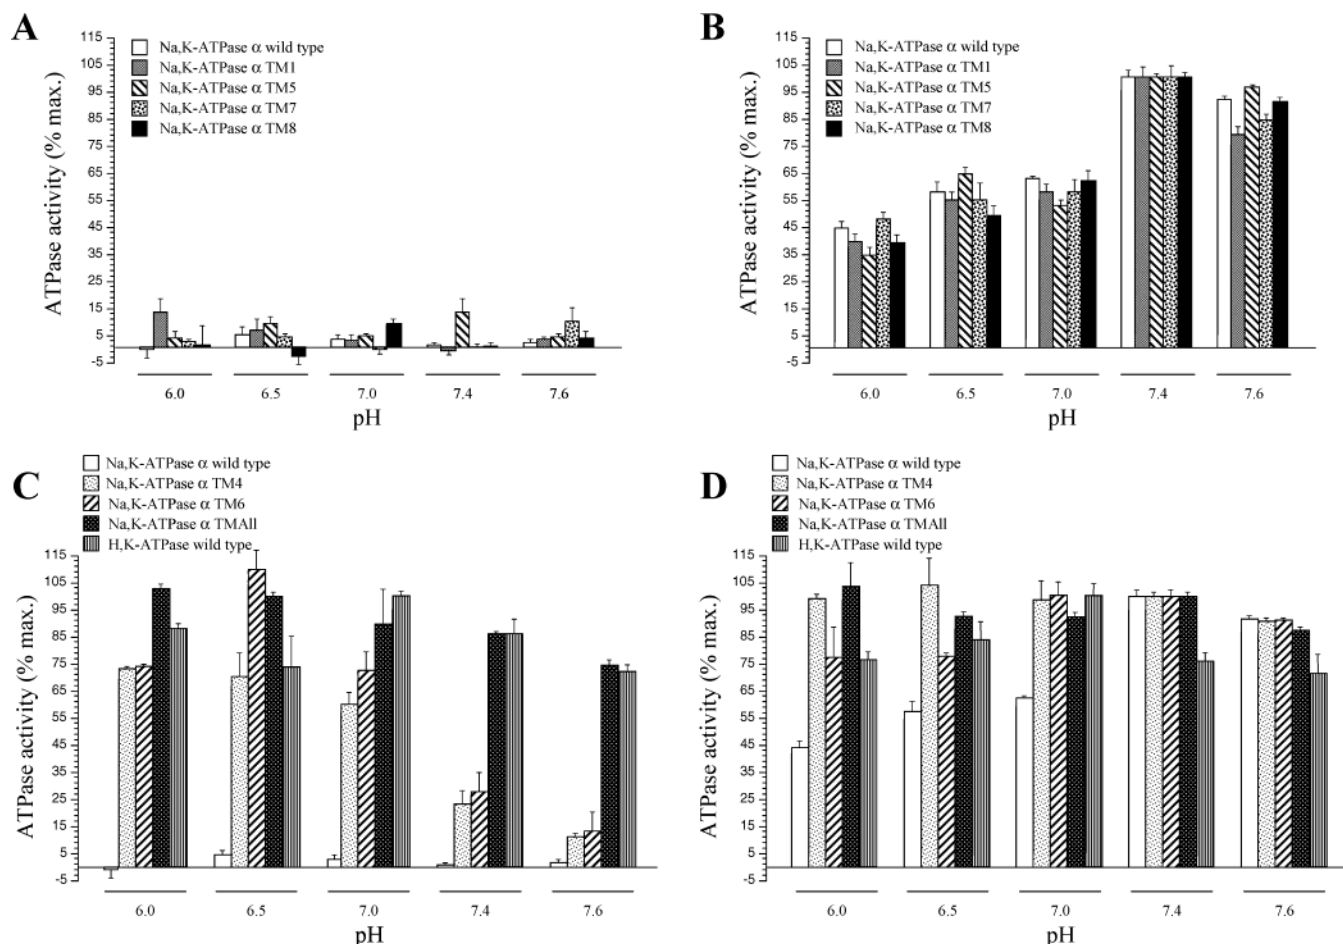 A
ATPase activity (% max.)
115
105
95
85
75
65
55
45
35
25
15
5
-5
Na,K-ATPase α wild type
Na,K-ATPase α TM1
Na,K-ATPase α TM5
Na,K-ATPase α TM7
Na,K-ATPase α TM8
6.0 6.5 7.0 7.4 7.6
pH
B
ATPase activity (% max.)
115
105
95
85
75
65
55
45
35
25
15
5
-5
Na,K-ATPase α wild type
Na,K-ATPase α TM1
Na,K-ATPase α TM5
Na,K-ATPase α TM7
Na,K-ATPase α TM8
6.0 6.5 7.0 7.4 7.6
pH
C
Na,K-ATPase α wild type
Na,K-ATPase α TM4
Na,K-ATPase α TM6
Na,K-ATPase α TMAll
H,K-ATPase wild type
ATPase activity (% max.)
115
105
95
85
75
65
55
45
35
25
15
5
-5
6.0 6.5 7.0 7.4 7.6
pH
D
Na,K-ATPase α wild type
Na,K-ATPase α TM4
Na,K-ATPase α TM6
Na,K-ATPase α TMAll
H,K-ATPase wild type
ATPase activity (% max.)
115
105
95
85
75
65
55
45
35
25
15
5
-5
6.0 6.5 7.0 7.4 7.6
pH